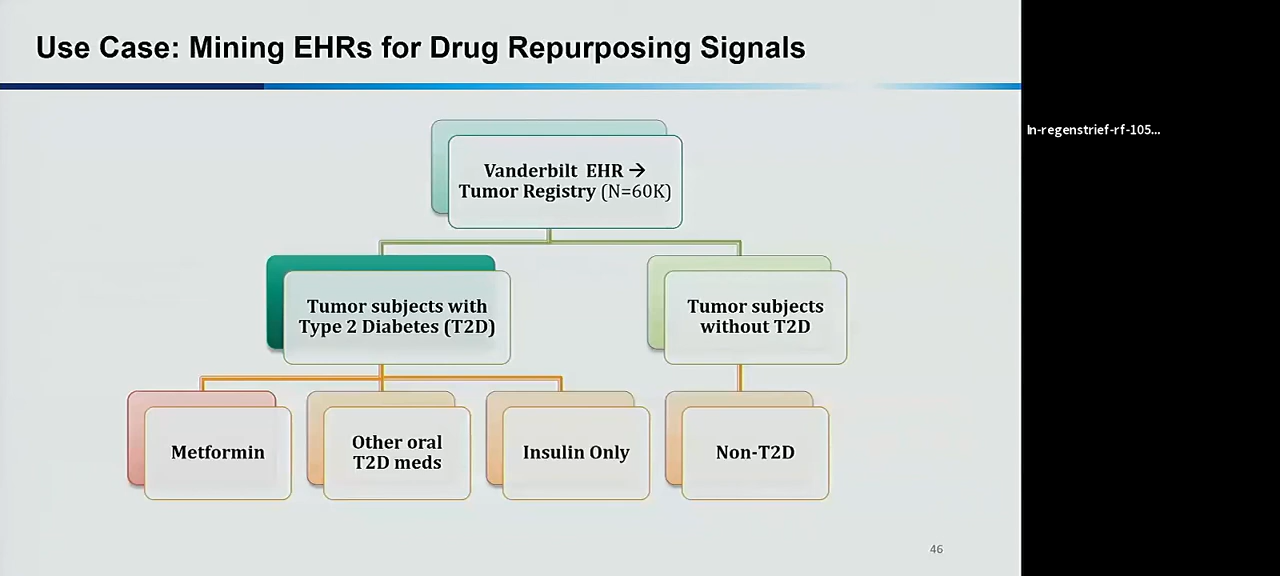 Use Case: Mining EHRs for Drug Repurposing Signals
In-regenstrief-rf-105...
Vanderbilt EHR →
Tumor Registry (N=60K)
Tumor subjects with
Type 2 Diabetes (T2D)
Tumor subjects
without T2D
Metformin
Other oral
T2D meds
Insulin Only
Non-T2D
46